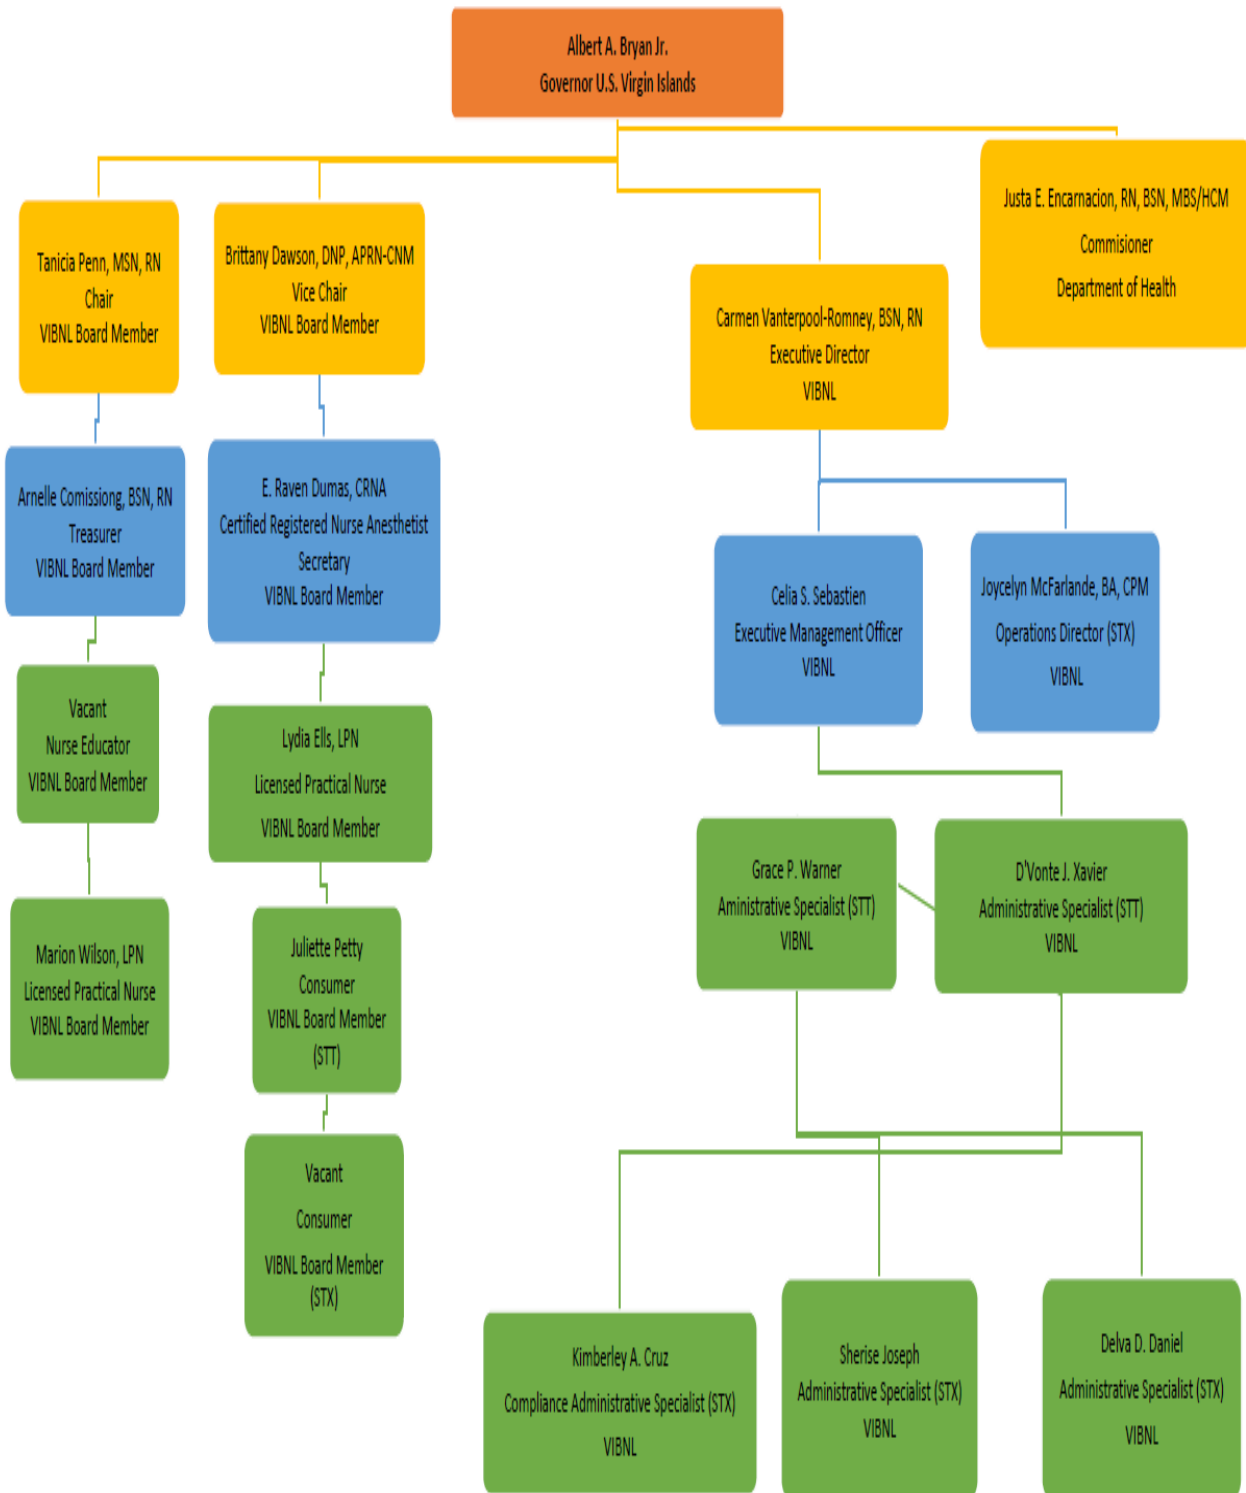 Albert A. Bryan Jr.
Governor U.S. Virgin Islands
Justa E. Encarnacion, RN, BSN, MBS/HCM
Commisioner
Department of Health
Tanicia Penn, MSN, RN
Chair
VIBNL Board Member
Brittany Dawson, DNP, APRN-CNM
Vice Chair
VIBNL Board Member
Carmen Vanterpool-Romney, BSN, RN
Executive Director
VIBNL
Arnelle Comissiong, BSN, RN
Treasurer
VIBNL Board Member
E. Raven Dumas, CRNA
Certified Registered Nurse Anesthetist
Secretary
VIBNL Board Member
Celia S. Sebastien
Executive Management Officer
VIBNL
Joycelyn McFarlande, BA, CPM
Operations Director (STX)
VIBNL
Vacant
Nurse Educator
VIBNL Board Member
Lydia Ells, LPN
Licensed Practical Nurse
VIBNL Board Member
Grace P. Warner
Aministrative Specialist (STT)
VIBNL
D'Vonte J. Xavier
Administrative Specialist (STT)
VIBNL
Marion Wilson, LPN
Licensed Practical Nurse
VIBNL Board Member
Juliette Petty
Consumer
VIBNL Board Member
(STT)
Vacant
Consumer
VIBNL Board Member
(STX)
Kimberley A. Cruz
Compliance Administrative Specialist (STX)
VIBNL
Sherise Joseph
Administrative Specialist (STX)
VIBNL
Delva D. Daniel
Administrative Specialist (STX)
VIBNL